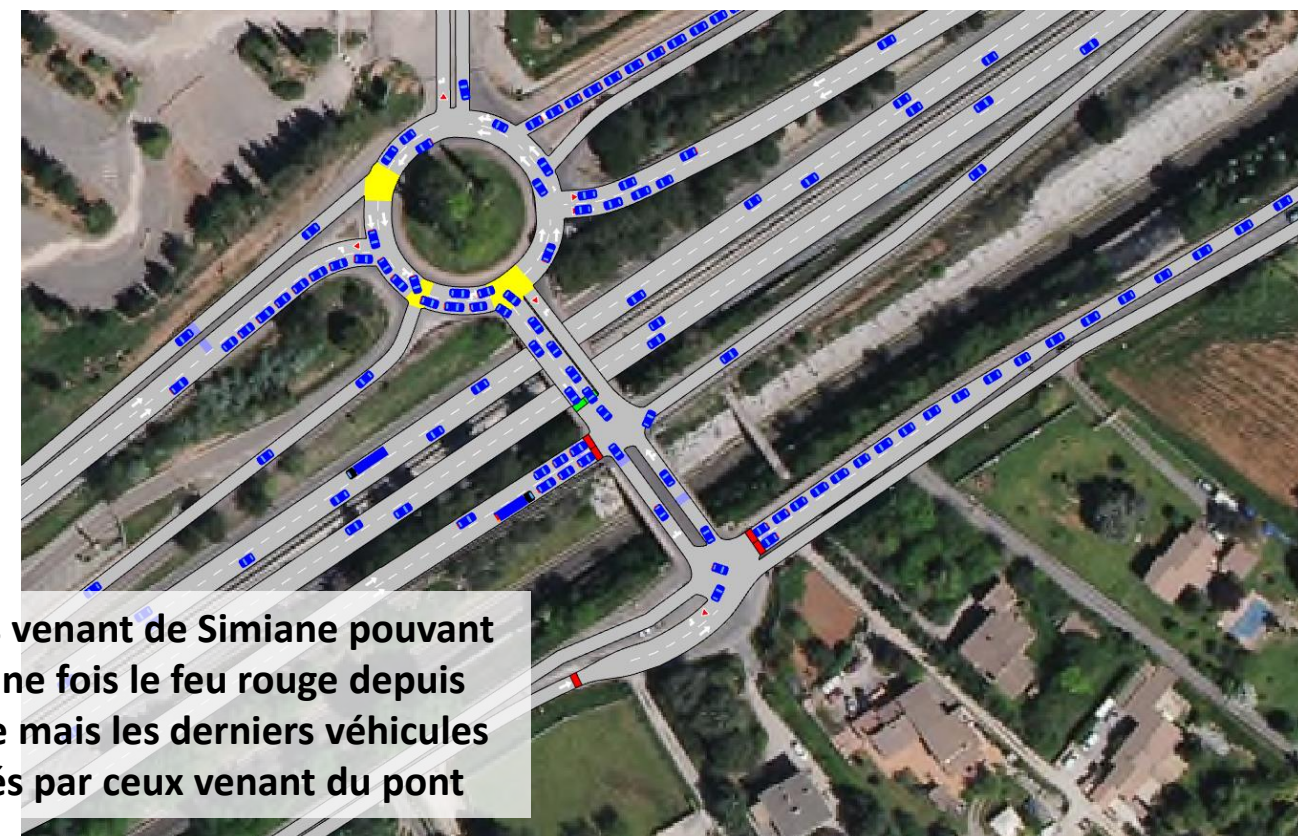 venant de Simiane pouvant
ne fois le feu rouge depuis
mais les derniers véhicules
par ceux venant du pont